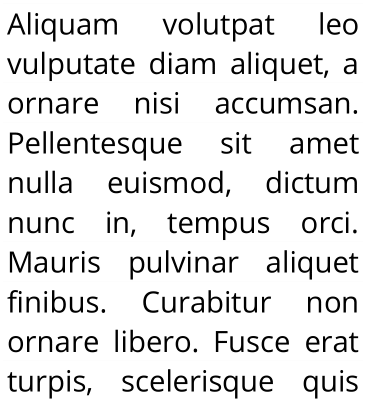 Aliquam volutpat leo
vulputate diam aliquet, a
ornare nisi accumsan.
Pellentesque sit amet
nulla euismod, dictum
nunc in, tempus orci.
Mauris pulvinar aliquet
finibus. Curabitur non
ornare libero. Fusce erat
turpis, scelerisque quis